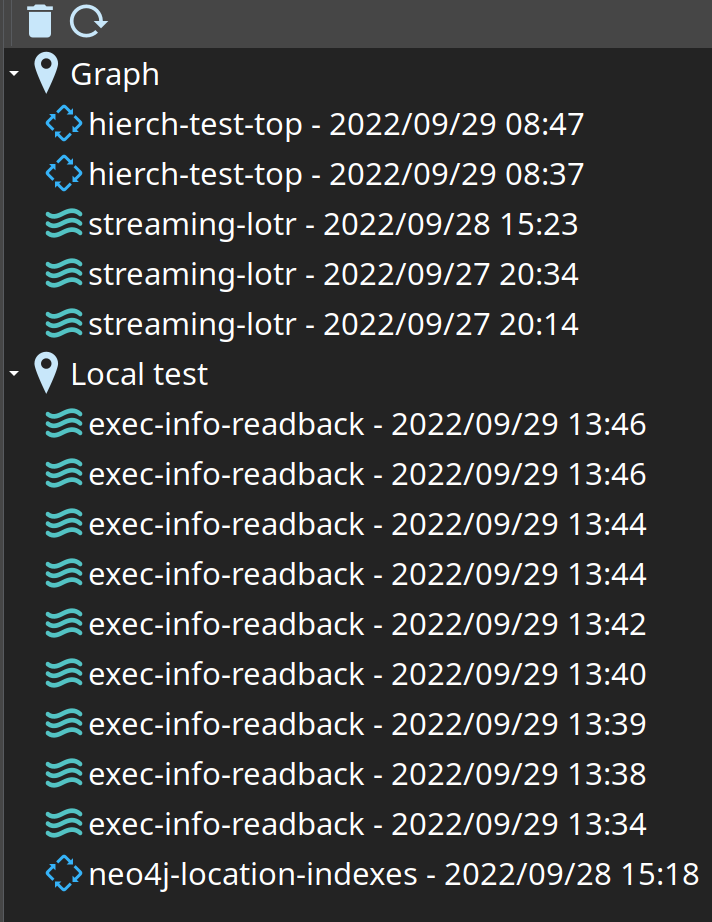 Graph
hierch-test-top - 2022/09/29 08:47
hierch-test-top - 2022/09/29 08:37
streaming-lotr - 2022/09/28 15:23
streaming-lotr - 2022/09/27 20:34
streaming-lotr - 2022/09/27 20:14
Local test
exec-info-readback - 2022/09/29 13:46
exec-info-readback - 2022/09/29 13:46
exec-info-readback - 2022/09/29 13:44
exec-info-readback - 2022/09/29 13:44
exec-info-readback - 2022/09/29 13:42
exec-info-readback - 2022/09/29 13:40
exec-info-readback - 2022/09/29 13:39
exec-info-readback - 2022/09/29 13:38
exec-info-readback - 2022/09/29 13:34
neo4j-location-indexes - 2022/09/28 15:18